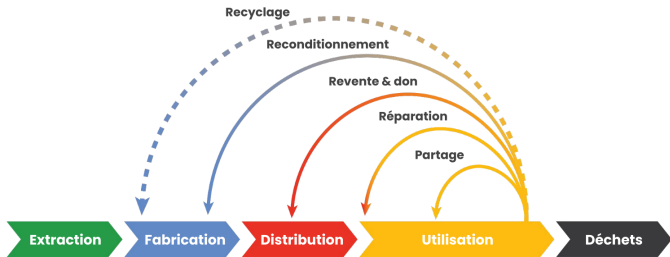 Recyclage
Reconditionnement
Revente & don
Réparation
Partage
Extraction
Fabrication
Distribution
Utilisation
Déchets